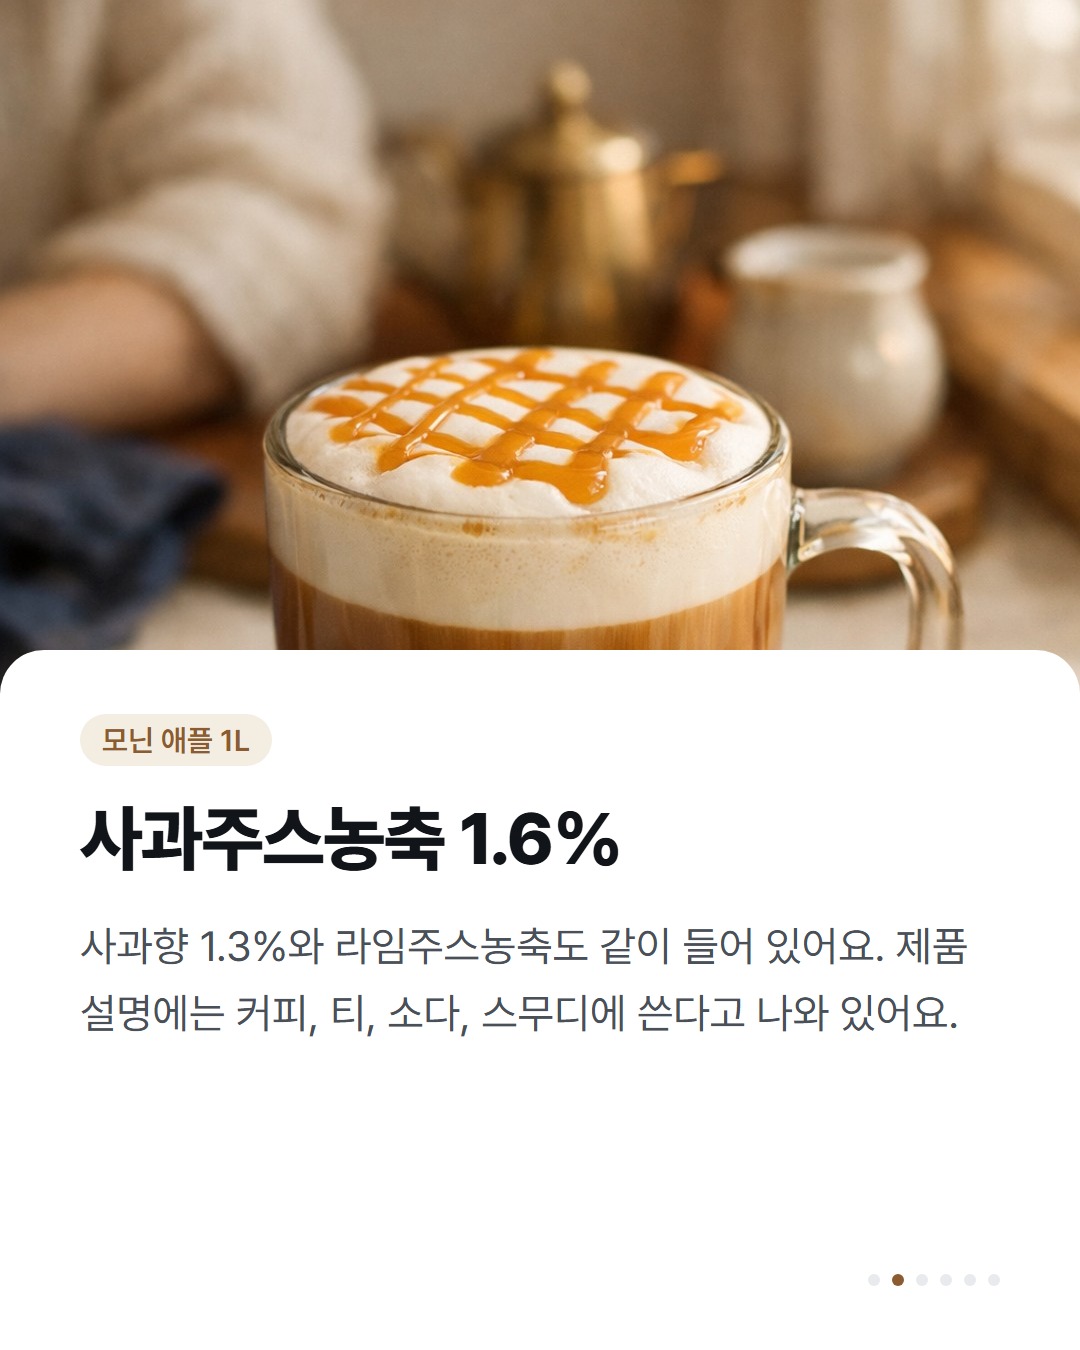 모닌 애플 1L
사과주스농축 1.6%
사과향 1.3%와 라임주스농축도 같이 들어 있어요. 제품
설명에는 커피, 티, 소다, 스무디에 쓴다고 나와 있어요.